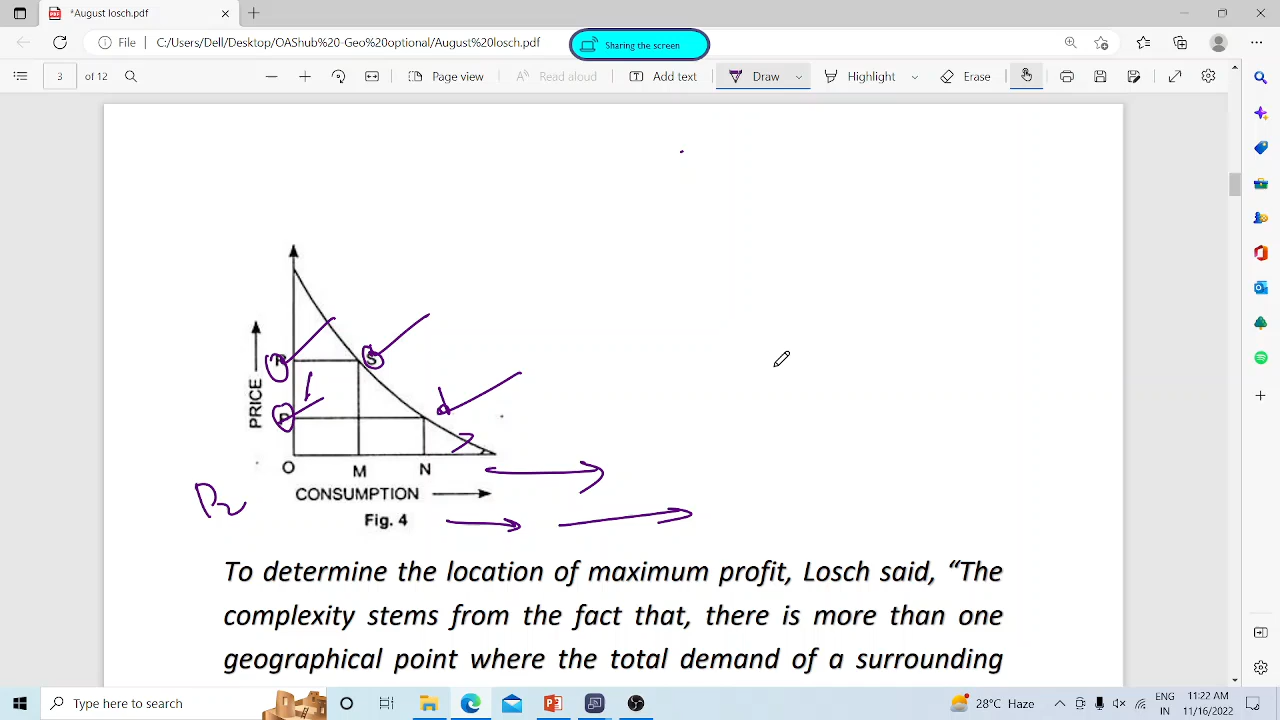 *August losch.pdf
File
C:/Users/Dell/Desktop/OAShub%20-%20Geo%20optional/August%20losch.pdf
Sharing the screen
3 of 12
Page view
Read aloud
Add text
Draw
Highlight
Erase
PRICE
R
S
P
O
M
N
CONSUMPTION
Fig. 4
To determine the location of maximum profit, Losch said, “The
complexity stems from the fact that, there is more than one
geographical point where the total demand of a surrounding
Type here to search
28°C Haze
ENG
IN
11:22 AM
11/16/2022